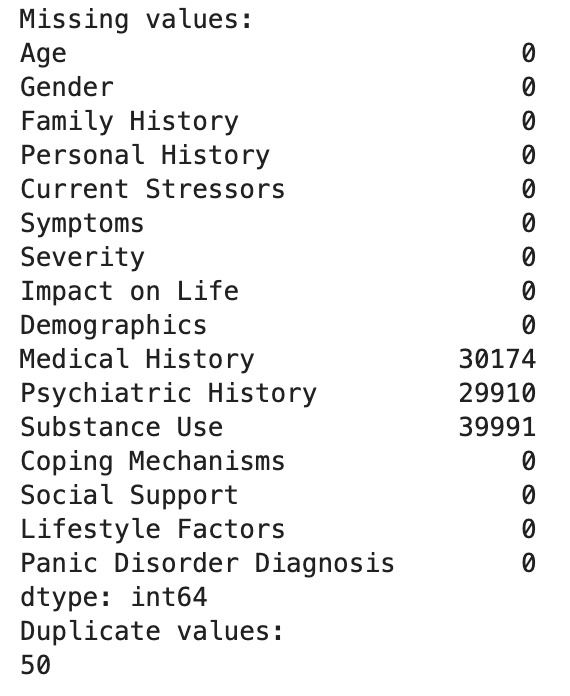 Missing values:
Age 0
Gender 0
Family History 0
Personal History 0
Current Stressors 0
Symptoms 0
Severity 0
Impact on Life 0
Demographics 0
Medical History 30174
Psychiatric History 29910
Substance Use 39991
Coping Mechanisms 0
Social Support 0
Lifestyle Factors 0
Panic Disorder Diagnosis 0
dtype: int64
Duplicate values:
50